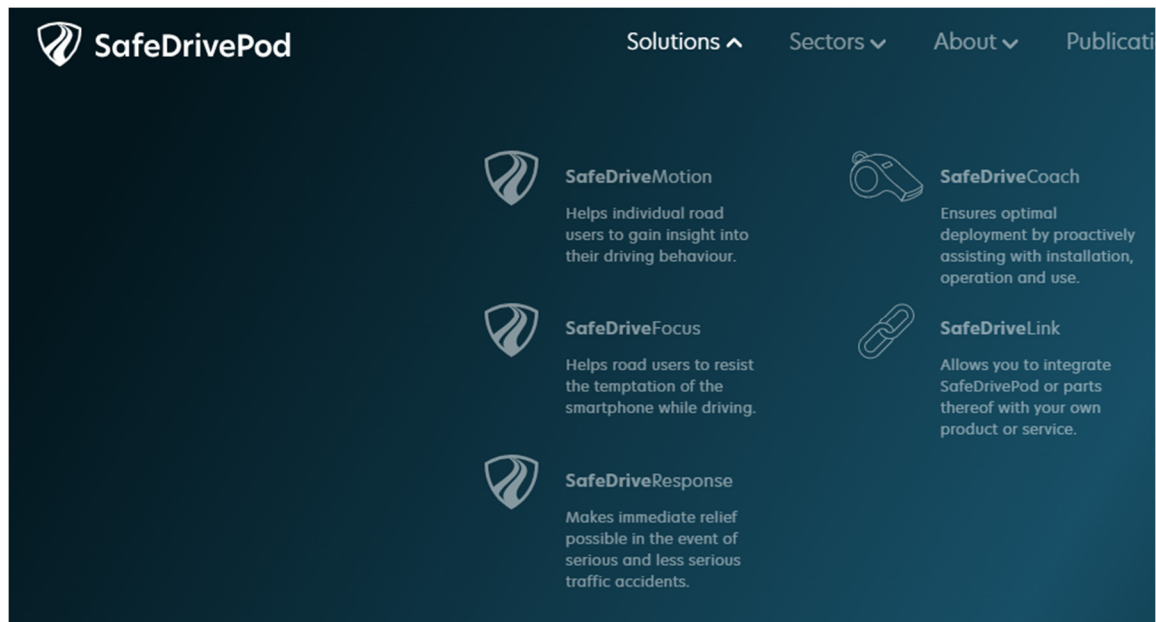 SafeDrivePod
Solutions
Sectors
About
SafeDriveMotion
Helps individual road
users to gain insight into
their driving behaviour.
SafeDriveFocus
Helps road users to resist
the temptation of the
smartphone while driving.
SafeDriveResponse
Makes immediate relief
possible in the event of
serious and less serious
traffic accidents.
SafeDriveCoach
Ensures optimal
deployment by proactively
assisting with installation,
operation and use.
SafeDriveLink
Allows you to integrate
SafeDrivePod or parts
thereof with your own
product or service.